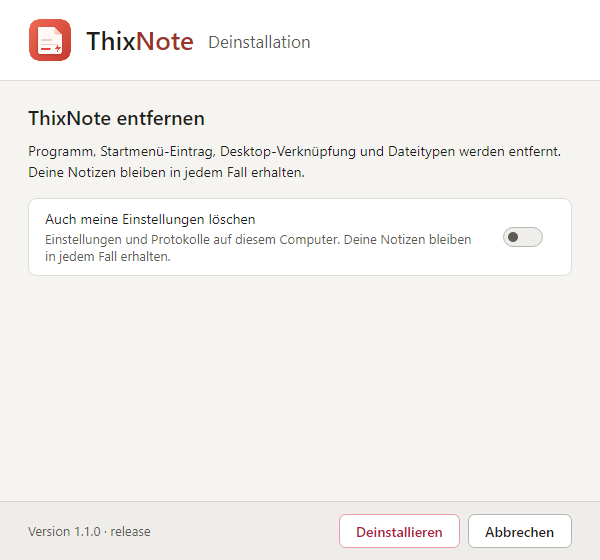 ThixNote Deinstallation
ThixNote entfernen
Programm, Startmenü-Eintrag, Desktop-Verknüpfung und Dateitypen werden entfernt.
Deine Notizen bleiben in jedem Fall erhalten.
Auch meine Einstellungen löschen
Einstellungen und Protokolle auf diesem Computer. Deine Notizen bleiben
in jedem Fall erhalten.
Version 1.1.0 · release
Deinstallieren
Abbrechen